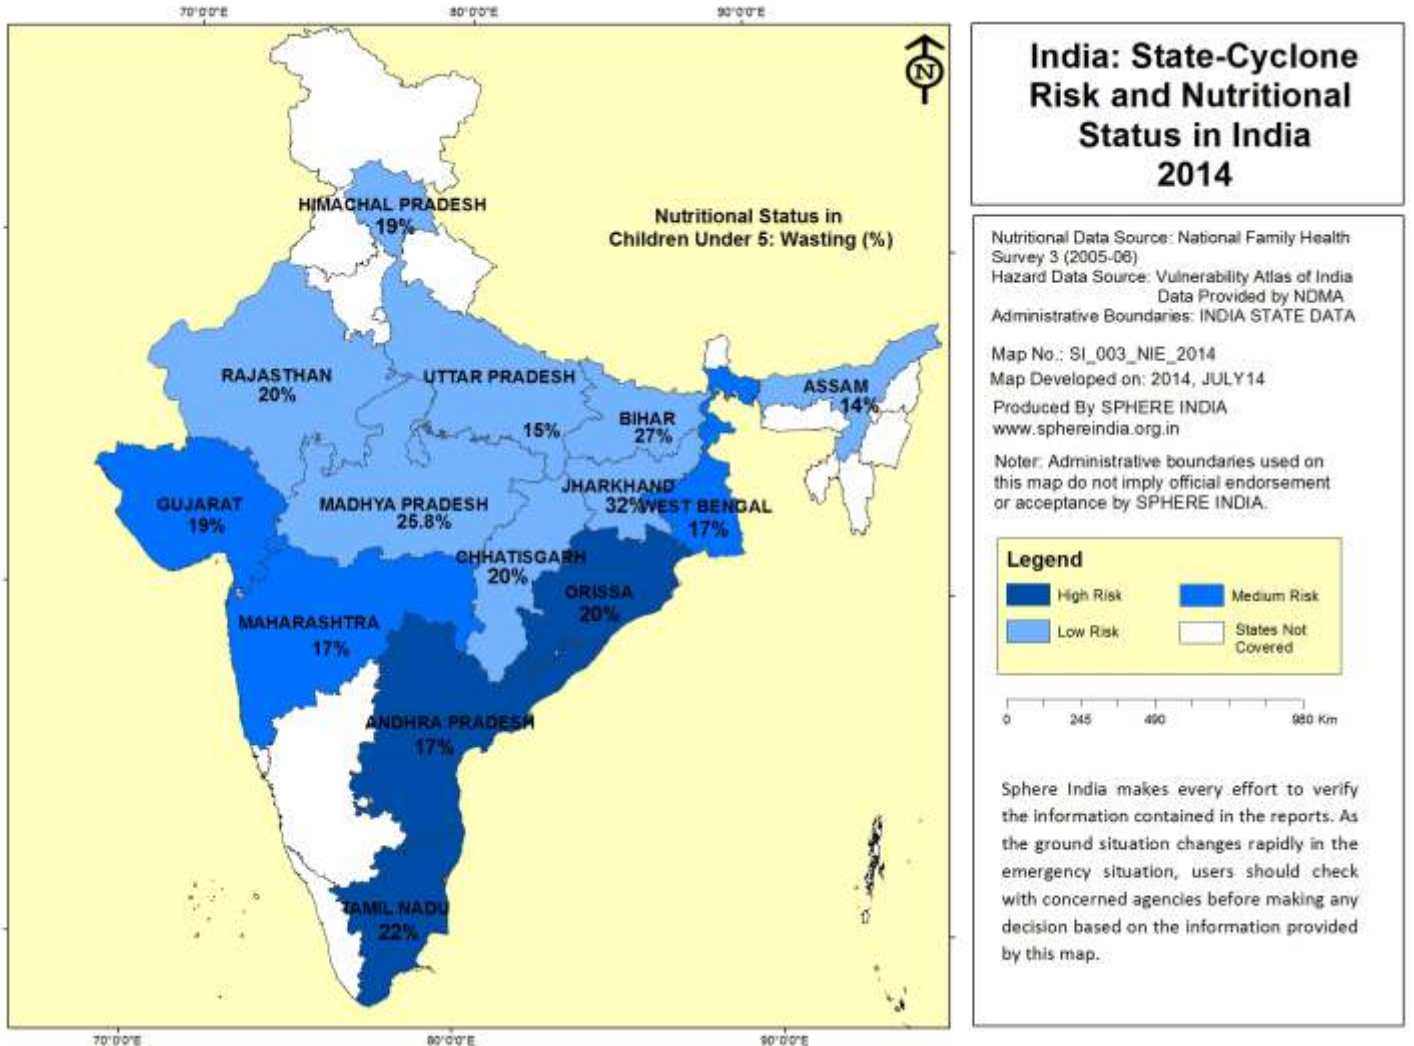 70°0'0"E 80°0'0"E 90°0'0"E
N
HIMACHAL PRADESH
19%
Nutritional Status in
Children Under 5: Wasting (%)
RAJASTHAN
20%
UTTAR PRADESH
15%
BIHAR
27%
ASSAM
14%
GUJARAT
19%
MADHYA PRADESH
25.8%
JHARKHAND
32%
WEST BENGAL
17%
CHHATISGARH
20%
ORISSA
20%
MAHARASHTRA
17%
ANDHRA PRADESH
17%
TAMIL NADU
22%
70°0'0"E 80°0'0"E 90°0'0"E
India: State-Cyclone
Risk and Nutritional
Status in India
2014
Nutritional Data Source: National Family Health
Survey 3 (2005-06)
Hazard Data Source: Vulnerability Atlas of India
Data Provided by NDMA
Administrative Boundaries: INDIA STATE DATA
Map No.: SI_003_NIE_2014
Map Developed on: 2014, JULY14
Produced By SPHERE INDIA
www.sphereindia.org.in
Noter: Administrative boundaries used on
this map do not imply official endorsement
or acceptance by SPHERE INDIA.
Legend
High Risk Medium Risk
Low Risk States Not
Covered
0 245 490 980 Km
Sphere India makes every effort to verify
the information contained in the reports. As
the ground situation changes rapidly in the
emergency situation, users should check
with concerned agencies before making any
decision based on the information provided
by this map.